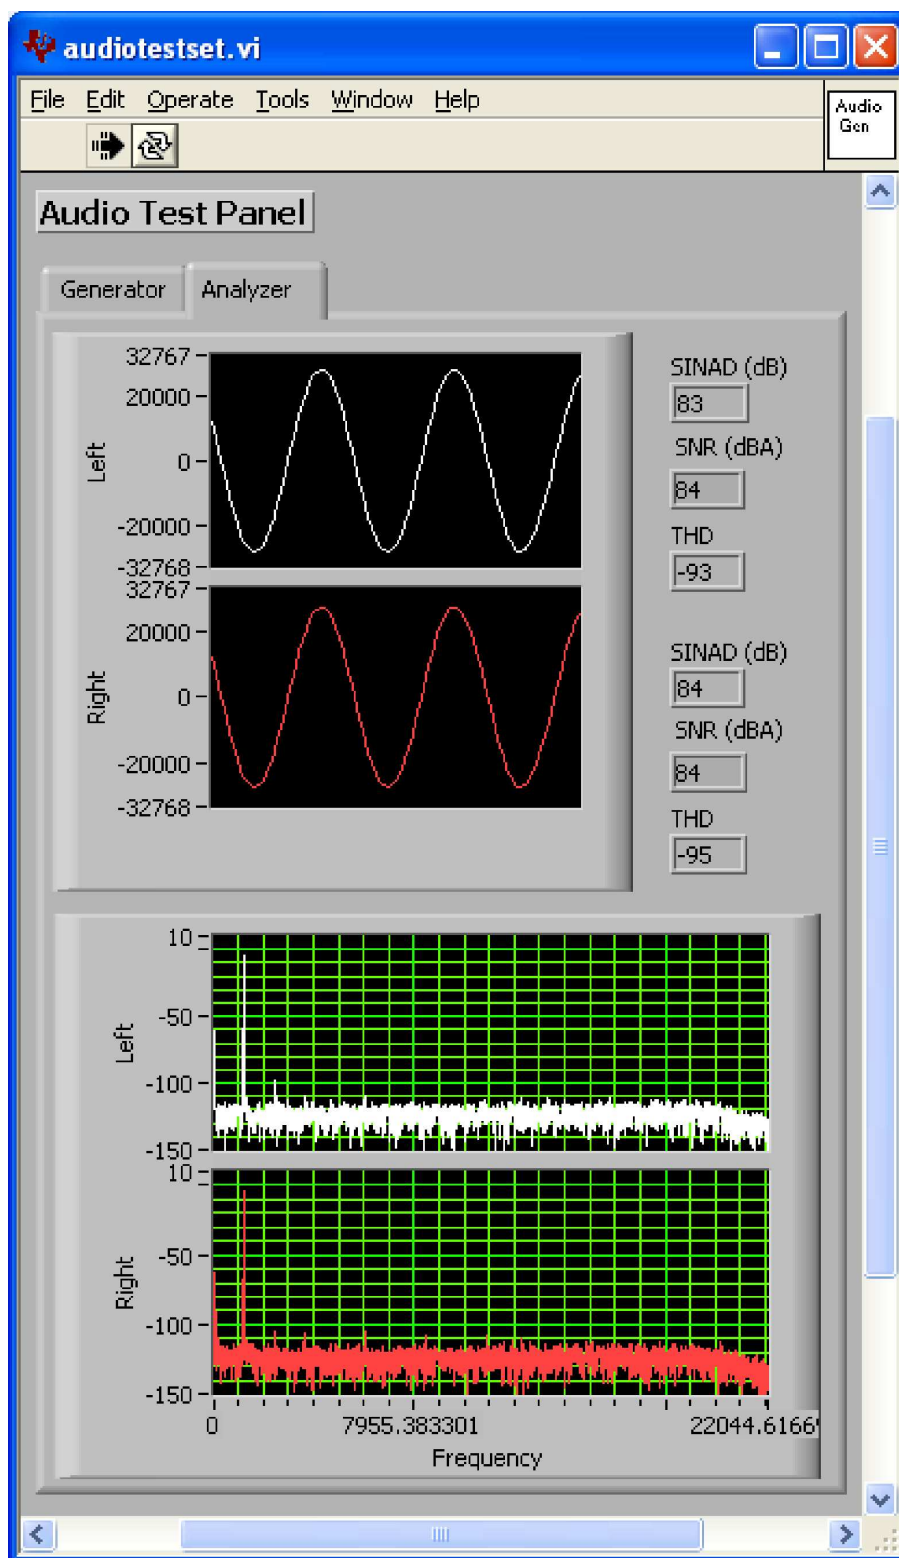 audiotestset.vi
File Edit Operate Tools Window Help
Audio
Gen
Audio Test Panel
Generator Analyzer
Left
32767
20000
0
-20000
-32768
Right
32767
20000
0
-20000
-32768
SINAD (dB)
83
SNR (dBA)
84
THD
-93
SINAD (dB)
84
SNR (dBA)
84
THD
-95
Left
10
-50
-100
-150
Right
10
-50
-100
-150
0 7955.383301 22044.6166
Frequency